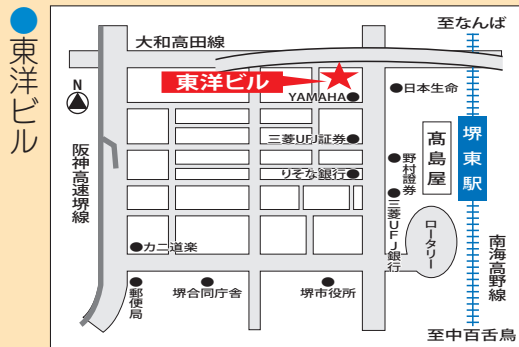 ●東洋ビル
至なんば
大和高田線
N
東洋ビル
YAMAHA
日本生命
三菱UFJ証券
髙島屋
堺東駅
野村證券
りそな銀行
阪神高速堺線
三菱UFJ銀行
ロータリー
南海高野線
カニ道楽
郵便局
堺合同庁舎
堺市役所
至中百舌鳥